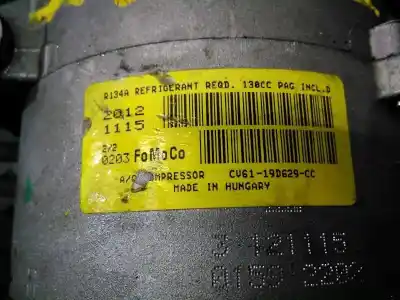 R134A REFRIGERANT REQD. 130CC PAG INCL.D
2012
1115
2/2
0203 FoMoCo
A/C COMPRESSOR CV61-19D629-CC
MADE IN HUNGARY
3 121115